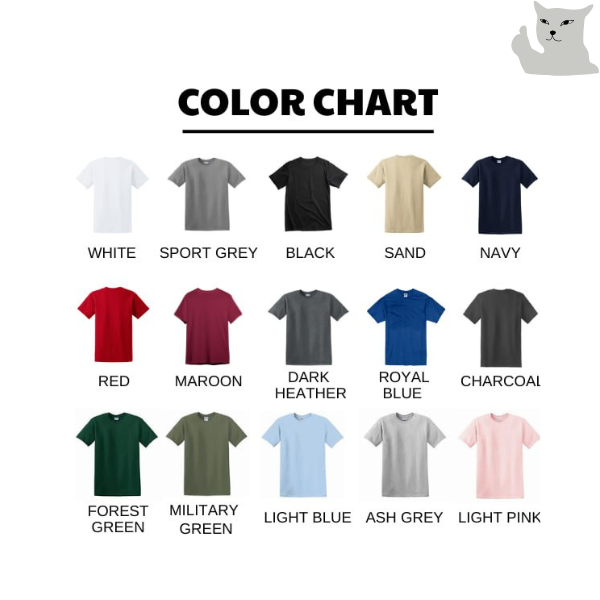 COLOR CHART
WHITE
SPORT GREY
BLACK
SAND
NAVY
RED
MAROON
DARK
HEATHER
ROYAL
BLUE
CHARCOAL
FOREST
GREEN
MILITARY
GREEN
LIGHT BLUE
ASH GREY
LIGHT PINK